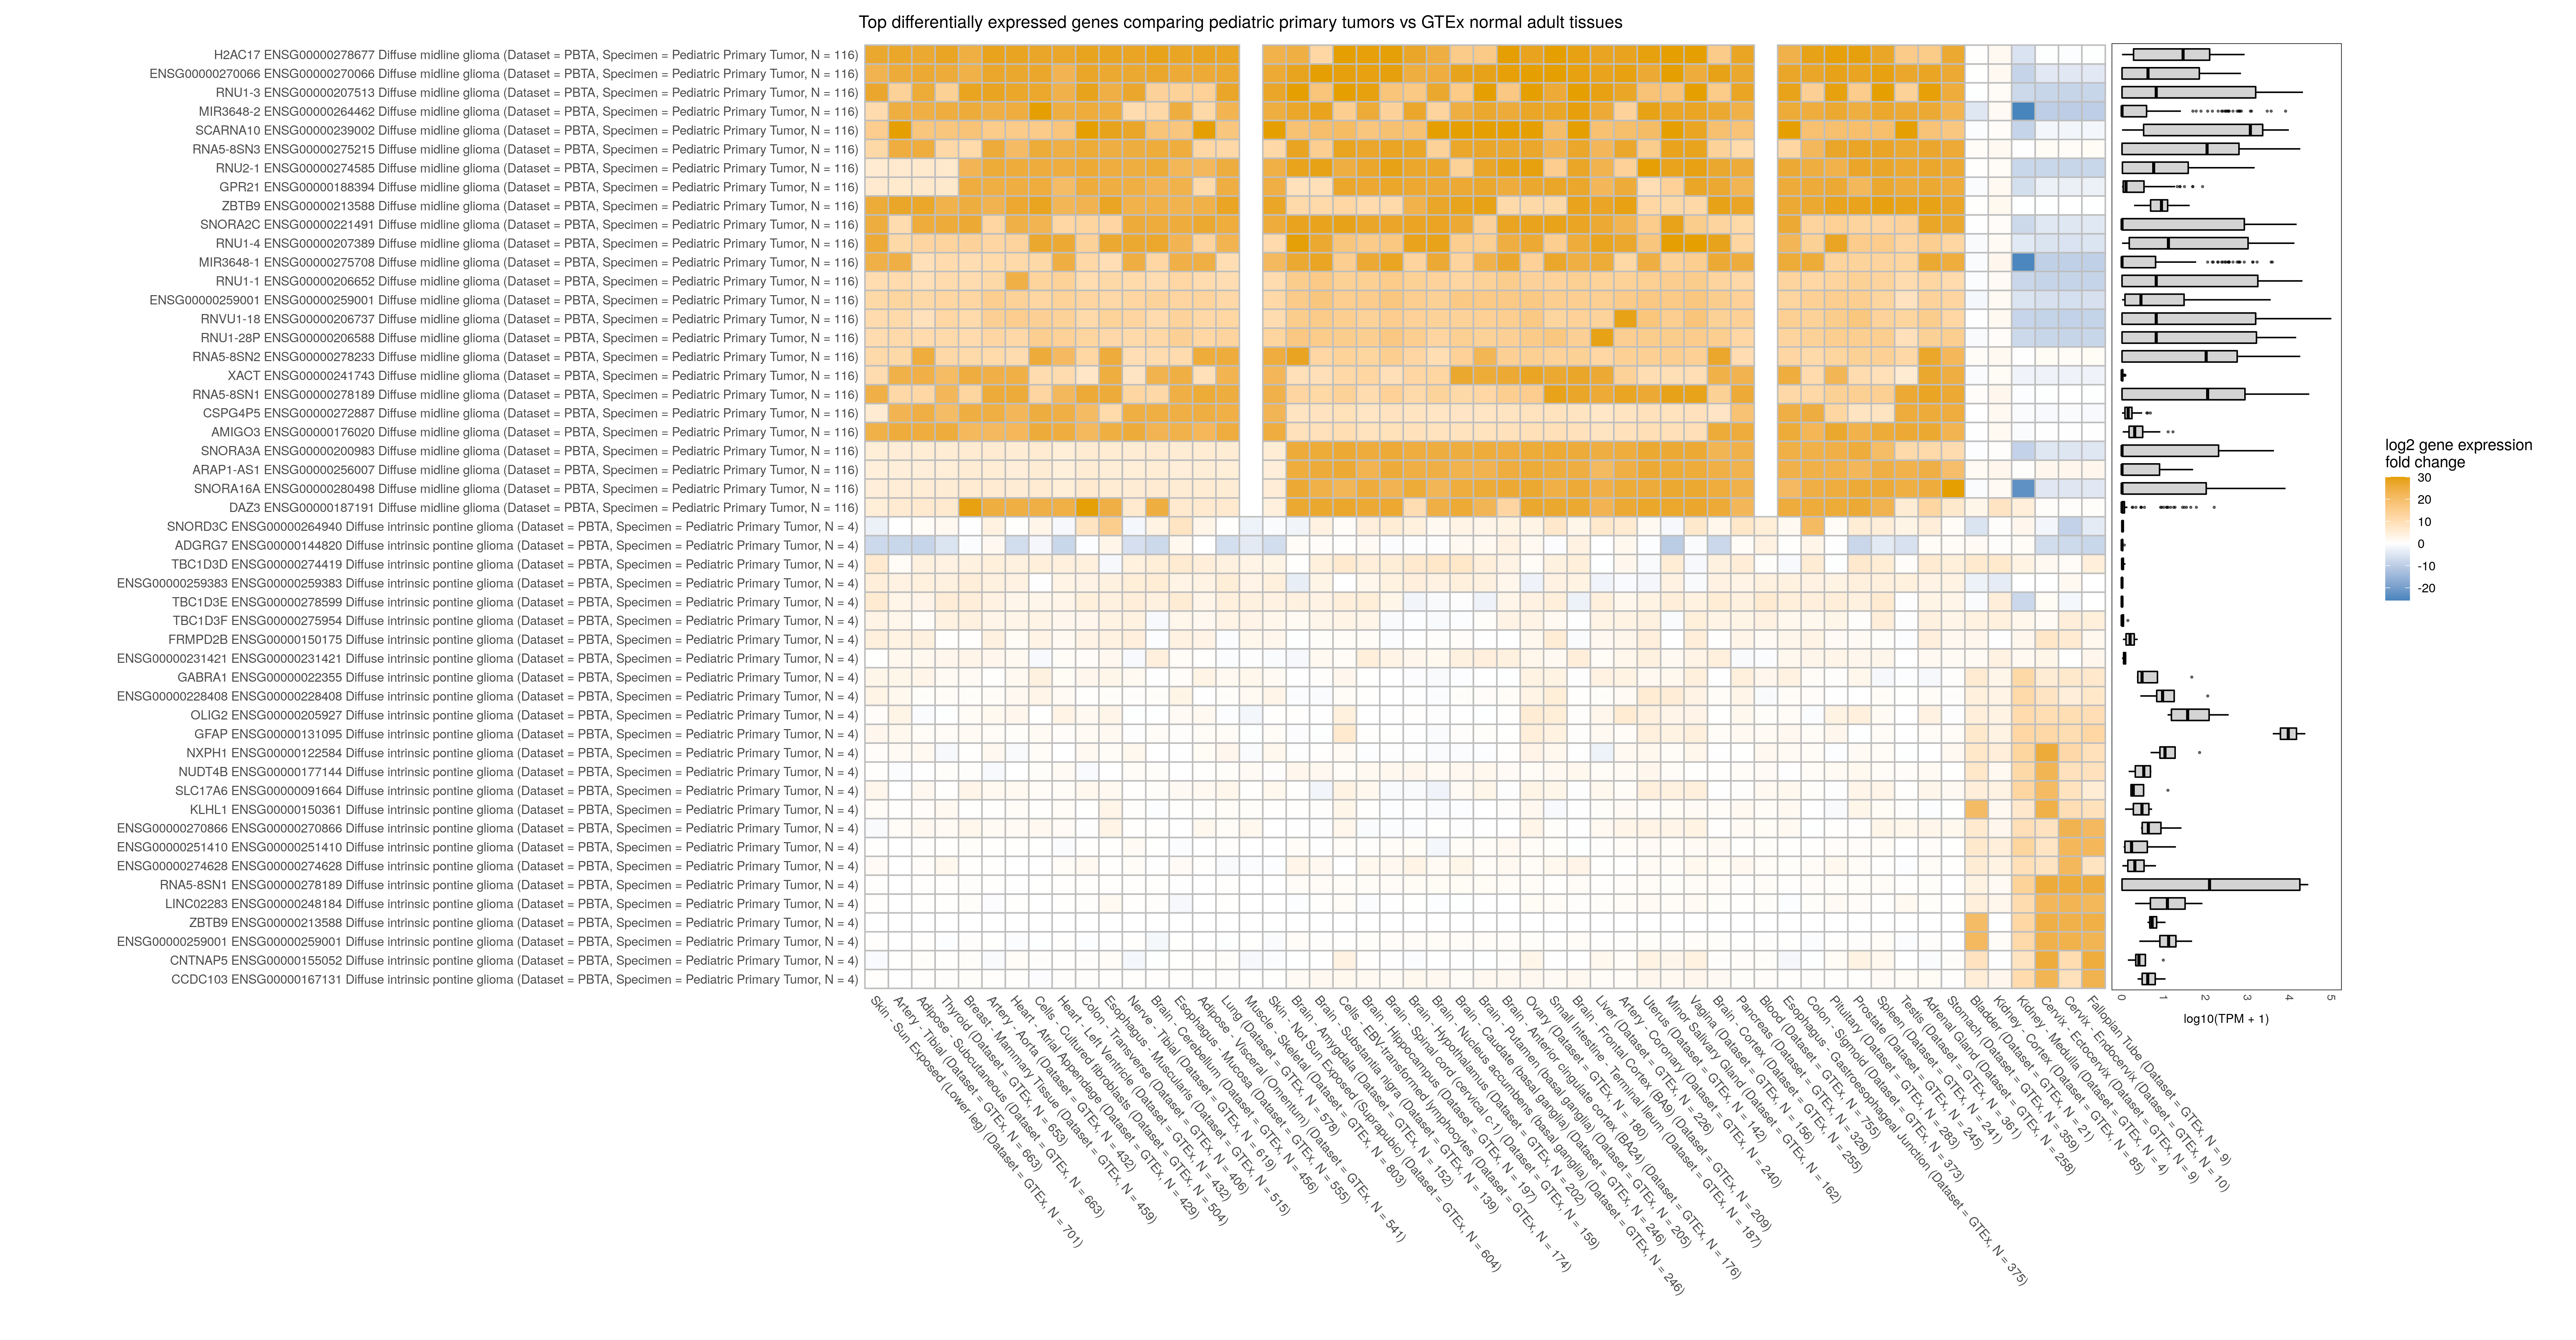 Top differentially expressed genes comparing pediatric primary tumors vs GTEx normal adult tissues
H2AC17 ENSG00000278677 Diffuse midline glioma (Dataset = PBTA, Specimen = Pediatric Primary Tumor, N = 116)
ENSG00000270066 ENSG00000270066 Diffuse midline glioma (Dataset = PBTA, Specimen = Pediatric Primary Tumor, N = 116)
RNU1-3 ENSG00000207513 Diffuse midline glioma (Dataset = PBTA, Specimen = Pediatric Primary Tumor, N = 116)
MIR3648-2 ENSG00000264462 Diffuse midline glioma (Dataset = PBTA, Specimen = Pediatric Primary Tumor, N = 116)
SCARNA10 ENSG00000239002 Diffuse midline glioma (Dataset = PBTA, Specimen = Pediatric Primary Tumor, N = 116)
RNA5-8SN3 ENSG00000275215 Diffuse midline glioma (Dataset = PBTA, Specimen = Pediatric Primary Tumor, N = 116)
RNU2-1 ENSG00000274585 Diffuse midline glioma (Dataset = PBTA, Specimen = Pediatric Primary Tumor, N = 116)
GPR21 ENSG00000188394 Diffuse midline glioma (Dataset = PBTA, Specimen = Pediatric Primary Tumor, N = 116)
ZBTB9 ENSG00000213588 Diffuse midline glioma (Dataset = PBTA, Specimen = Pediatric Primary Tumor, N = 116)
SNORA2C ENSG00000221491 Diffuse midline glioma (Dataset = PBTA, Specimen = Pediatric Primary Tumor, N = 116)
RNU1-4 ENSG00000207389 Diffuse midline glioma (Dataset = PBTA, Specimen = Pediatric Primary Tumor, N = 116)
MIR3648-1 ENSG00000275708 Diffuse midline glioma (Dataset = PBTA, Specimen = Pediatric Primary Tumor, N = 116)
RNU1-1 ENSG00000206652 Diffuse midline glioma (Dataset = PBTA, Specimen = Pediatric Primary Tumor, N = 116)
ENSG00000259001 ENSG00000259001 Diffuse midline glioma (Dataset = PBTA, Specimen = Pediatric Primary Tumor, N = 116)
RNVU1-18 ENSG00000206737 Diffuse midline glioma (Dataset = PBTA, Specimen = Pediatric Primary Tumor, N = 116)
RNU1-28P ENSG00000206588 Diffuse midline glioma (Dataset = PBTA, Specimen = Pediatric Primary Tumor, N = 116)
RNA5-8SN2 ENSG00000278233 Diffuse midline glioma (Dataset = PBTA, Specimen = Pediatric Primary Tumor, N = 116)
XACT ENSG00000241743 Diffuse midline glioma (Dataset = PBTA, Specimen = Pediatric Primary Tumor, N = 116)
RNA5-8SN1 ENSG00000278189 Diffuse midline glioma (Dataset = PBTA, Specimen = Pediatric Primary Tumor, N = 116)
CSPG4P5 ENSG00000272887 Diffuse midline glioma (Dataset = PBTA, Specimen = Pediatric Primary Tumor, N = 116)
AMIGO3 ENSG00000176020 Diffuse midline glioma (Dataset = PBTA, Specimen = Pediatric Primary Tumor, N = 116)
SNORA3A ENSG00000200983 Diffuse midline glioma (Dataset = PBTA, Specimen = Pediatric Primary Tumor, N = 116)
ARAP1-AS1 ENSG00000256007 Diffuse midline glioma (Dataset = PBTA, Specimen = Pediatric Primary Tumor, N = 116)
SNORA16A ENSG00000280498 Diffuse midline glioma (Dataset = PBTA, Specimen = Pediatric Primary Tumor, N = 116)
DAZ3 ENSG00000187191 Diffuse midline glioma (Dataset = PBTA, Specimen = Pediatric Primary Tumor, N = 116)
SNORD3C ENSG00000264940 Diffuse intrinsic pontine glioma (Dataset = PBTA, Specimen = Pediatric Primary Tumor, N = 4)
ADGRG7 ENSG00000144820 Diffuse intrinsic pontine glioma (Dataset = PBTA, Specimen = Pediatric Primary Tumor, N = 4)
TBC1D3D ENSG00000274419 Diffuse intrinsic pontine glioma (Dataset = PBTA, Specimen = Pediatric Primary Tumor, N = 4)
ENSG00000259383 ENSG00000259383 Diffuse intrinsic pontine glioma (Dataset = PBTA, Specimen = Pediatric Primary Tumor, N = 4)
TBC1D3E ENSG00000278599 Diffuse intrinsic pontine glioma (Dataset = PBTA, Specimen = Pediatric Primary Tumor, N = 4)
TBC1D3F ENSG00000275954 Diffuse intrinsic pontine glioma (Dataset = PBTA, Specimen = Pediatric Primary Tumor, N = 4)
FRMPD2B ENSG00000150175 Diffuse intrinsic pontine glioma (Dataset = PBTA, Specimen = Pediatric Primary Tumor, N = 4)
ENSG00000231421 ENSG00000231421 Diffuse intrinsic pontine glioma (Dataset = PBTA, Specimen = Pediatric Primary Tumor, N = 4)
GABRA1 ENSG00000022355 Diffuse intrinsic pontine glioma (Dataset = PBTA, Specimen = Pediatric Primary Tumor, N = 4)
ENSG00000228408 ENSG00000228408 Diffuse intrinsic pontine glioma (Dataset = PBTA, Specimen = Pediatric Primary Tumor, N = 4)
OLIG2 ENSG00000205927 Diffuse intrinsic pontine glioma (Dataset = PBTA, Specimen = Pediatric Primary Tumor, N = 4)
GFAP ENSG00000131095 Diffuse intrinsic pontine glioma (Dataset = PBTA, Specimen = Pediatric Primary Tumor, N = 4)
NXPH1 ENSG00000122584 Diffuse intrinsic pontine glioma (Dataset = PBTA, Specimen = Pediatric Primary Tumor, N = 4)
NUDT4B ENSG00000177144 Diffuse intrinsic pontine glioma (Dataset = PBTA, Specimen = Pediatric Primary Tumor, N = 4)
SLC17A6 ENSG00000091664 Diffuse intrinsic pontine glioma (Dataset = PBTA, Specimen = Pediatric Primary Tumor, N = 4)
KLHL1 ENSG00000150361 Diffuse intrinsic pontine glioma (Dataset = PBTA, Specimen = Pediatric Primary Tumor, N = 4)
ENSG00000270866 ENSG00000270866 Diffuse intrinsic pontine glioma (Dataset = PBTA, Specimen = Pediatric Primary Tumor, N = 4)
ENSG00000251410 ENSG00000251410 Diffuse intrinsic pontine glioma (Dataset = PBTA, Specimen = Pediatric Primary Tumor, N = 4)
ENSG00000274628 ENSG00000274628 Diffuse intrinsic pontine glioma (Dataset = PBTA, Specimen = Pediatric Primary Tumor, N = 4)
RNA5-8SN1 ENSG00000278189 Diffuse intrinsic pontine glioma (Dataset = PBTA, Specimen = Pediatric Primary Tumor, N = 4)
LINC02283 ENSG00000248184 Diffuse intrinsic pontine glioma (Dataset = PBTA, Specimen = Pediatric Primary Tumor, N = 4)
ZBTB9 ENSG00000213588 Diffuse intrinsic pontine glioma (Dataset = PBTA, Specimen = Pediatric Primary Tumor, N = 4)
ENSG00000259001 ENSG00000259001 Diffuse intrinsic pontine glioma (Dataset = PBTA, Specimen = Pediatric Primary Tumor, N = 4)
CNTNAP5 ENSG00000155052 Diffuse intrinsic pontine glioma (Dataset = PBTA, Specimen = Pediatric Primary Tumor, N = 4)
CCDC103 ENSG00000167131 Diffuse intrinsic pontine glioma (Dataset = PBTA, Specimen = Pediatric Primary Tumor, N = 4)
Skin - Sun Exposed (Lower leg) (Dataset = GTEx, N = 701)
Artery - Tibial (Dataset = GTEx, N = 663)
Adipose - Subcutaneous (Dataset = GTEx, N = 663)
Thyroid (Dataset = GTEx, N = 653)
Breast - Mammary Tissue (Dataset = GTEx, N = 459)
Artery - Aorta (Dataset = GTEx, N = 432)
Heart - Atrial Appendage (Dataset = GTEx, N = 429)
Cells - Cultured fibroblasts (Dataset = GTEx, N = 504)
Heart - Left Ventricle (Dataset = GTEx, N = 432)
Colon - Transverse (Dataset = GTEx, N = 406)
Esophagus - Muscularis (Dataset = GTEx, N = 515)
Nerve - Tibial (Dataset = GTEx, N = 619)
Brain - Cerebellum (Dataset = GTEx,
Esophagus - Mucosa (Dataset = GTEx, N = 555)
Adipose - Visceral (Omentum) (Dataset = GTEx, N = 541)
Lung (Dataset = GTEx, N = 578)
Muscle - Skeletal (Dataset = GTEx, N = 803)
Skin - Not Sun Exposed (Suprapubic) (Dataset = GTEx, N = 604)
Brain - Amygdala (Dataset = GTEx, N = 152)
Brain - Substantia nigra (Dataset = GTEx, N = 139)
Cells - EBV-transformed lymphocytes (Dataset = GTEx, N = 174)
Brain - Hippocampus (Dataset = GTEx, N = 197)
Brain - Spinal cord (cervical c-1) (Dataset = GTEx, N = 159)
Brain - Hypothalamus (Dataset = GTEx, N = 202)
Brain - Nucleus accumbens (basal ganglia) (Dataset = GTEx, N = 246)
Brain - Caudate (basal ganglia) (Dataset = GTEx, N = 246)
Brain - Putamen (basal ganglia) (Dataset = GTEx, N = 205)
Brain - Anterior cingulate cortex (BA24) (Dataset = GTEx, N = 176)
Ovary (Dataset = GTEx, N = 180)
Small Intestine - Terminal Ileum (Dataset = GTEx, N = 187)
Brain - Frontal Cortex (BA9) (Dataset = GTEx, N = 209)
Liver (Dataset = GTEx, N = 226)
Artery - Coronary (Dataset = GTEx, N = 240)
Uterus (Dataset = GTEx, N = 142)
Minor Salivary Gland (Dataset = GTEx, N = 162)
Vagina (Dataset = GTEx, N = 156)
Brain - Cortex (Dataset = GTEx, N = 255)
Pancreas (Dataset = GTEx, N = 328)
Blood (Dataset = GTEx, N = 755)
Esophagus - Gastroesophageal Junction (Dataset = GTEx, N = 375)
Colon - Sigmoid (Dataset = GTEx, N = 373)
Pituitary (Dataset = GTEx, N = 283)
Prostate (Dataset = GTEx, N = 245)
Spleen (Dataset = GTEx, N = 241)
Testis (Dataset = GTEx, N = 361)
Adrenal Gland (Dataset = GTEx, N = 258)
Stomach (Dataset = GTEx, N = 359)
Bladder (Dataset = GTEx, N = 21)
Kidney - Cortex (Dataset = GTEx, N = 85)
Kidney - Medulla (Dataset = GTEx, N = 4)
Cervix - Ectocervix (Dataset = GTEx, N = 9)
Cervix - Endocervix (Dataset = GTEx, N = 10)
Fallopian Tube (Dataset = GTEx, N = 9)
0
1
2
3
4
5
log10(TPM + 1)
log2 gene expression
fold change
30
20
10
0
-10
-20